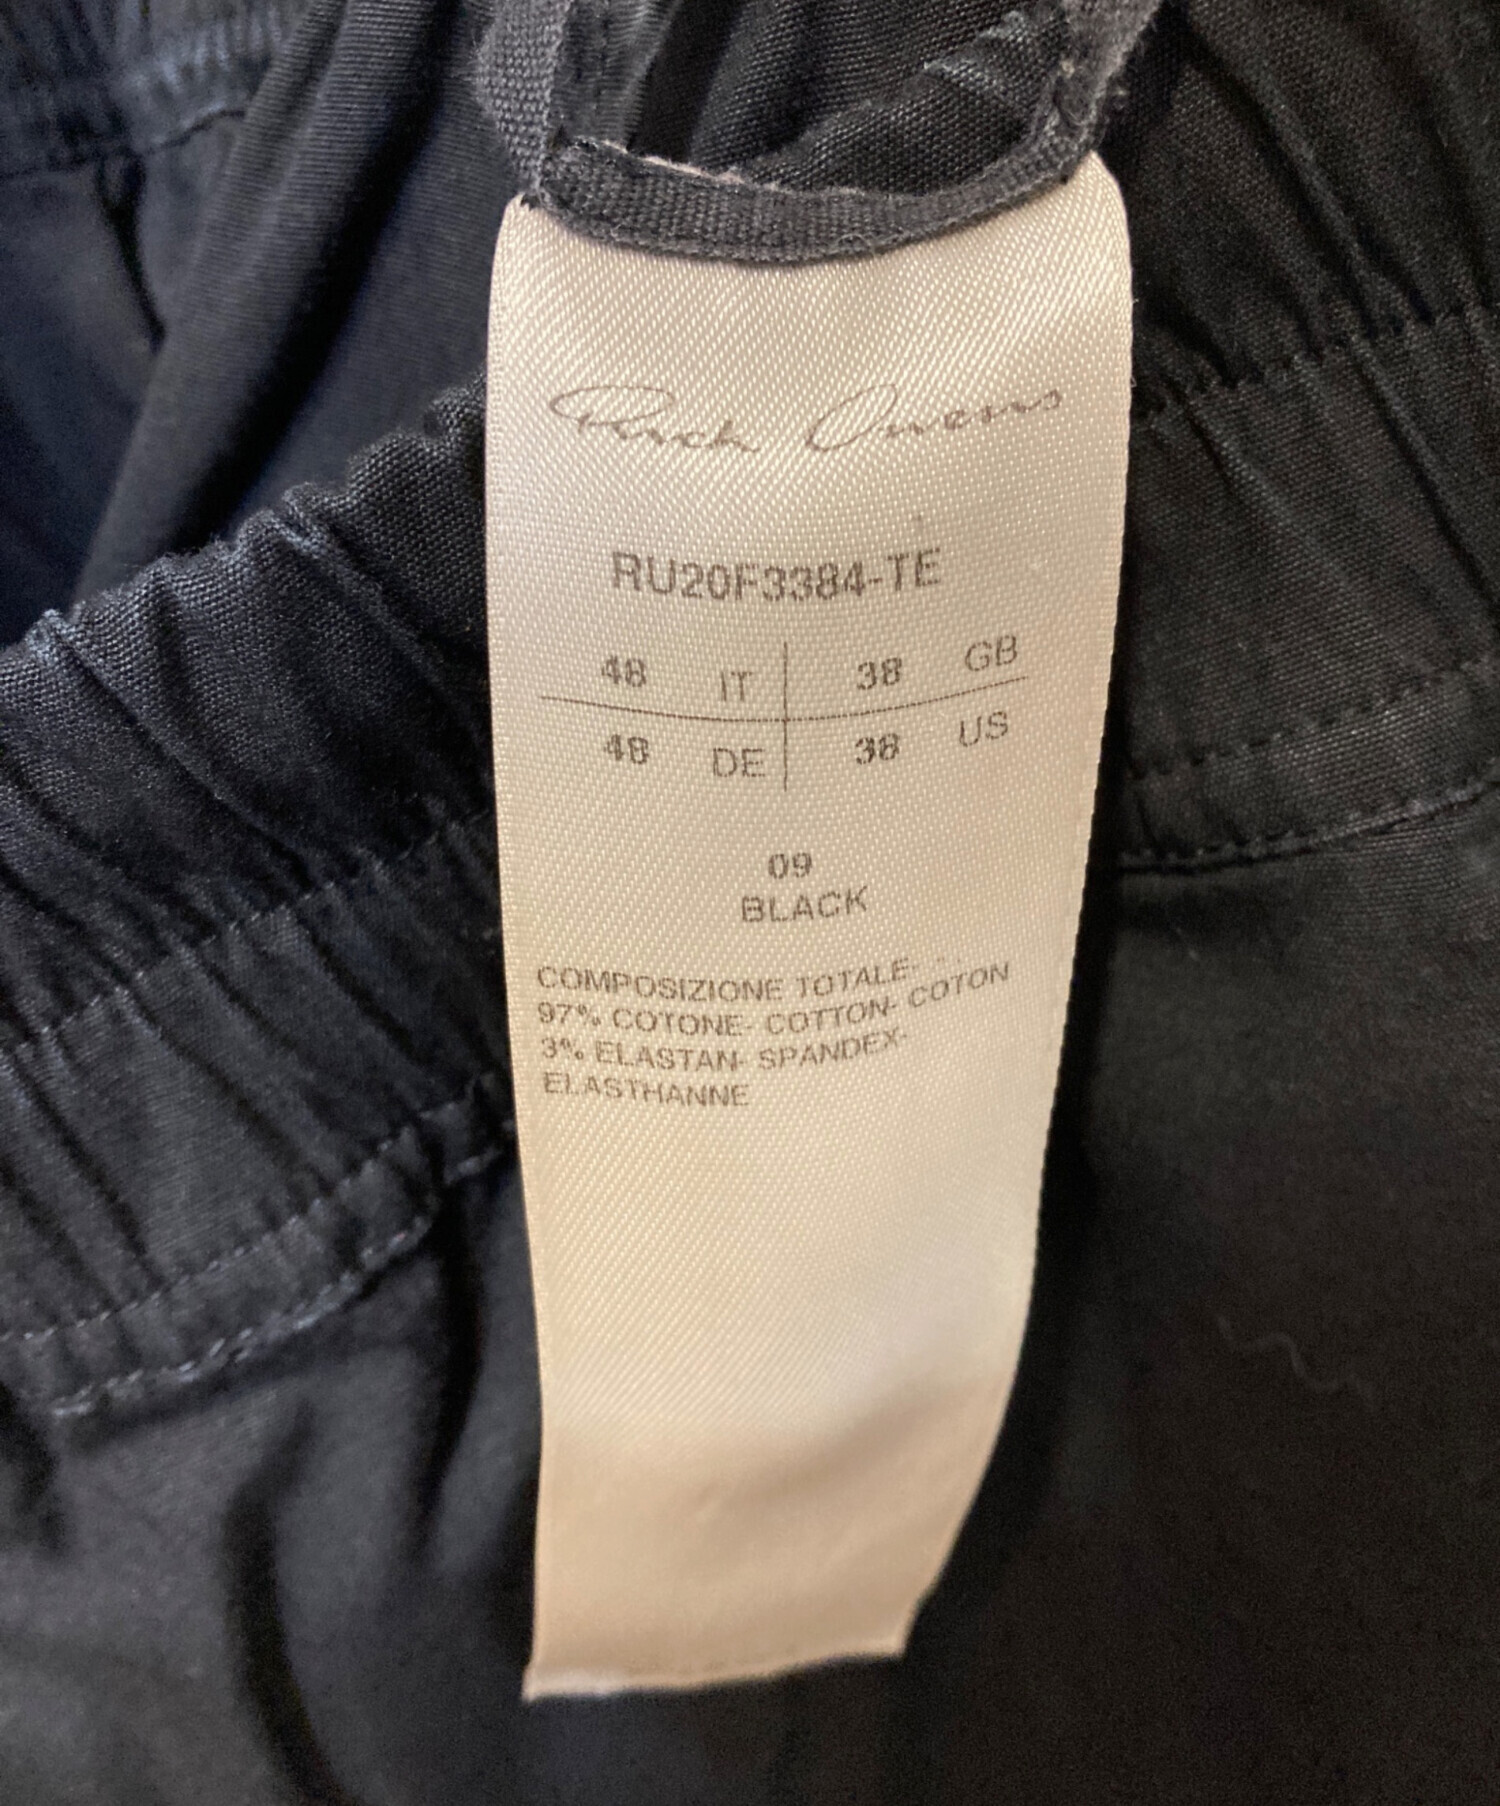 Rick Owens
RU20F3384-TE
48 IT 38 GB
48 DE 38 US
09
BLACK
COMPOSIZIONE TOTALE-
97% COTONE- COTTON- COTON
3% ELASTAN- SPANDEX-
ELASTHANNE